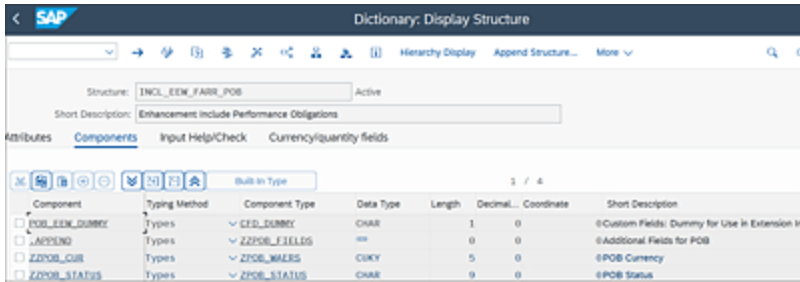 SAP Dictionary: Display Structure
Hierarchy Display Append Structure... More
Structure: INCL_EEW_FARR_POB Active
Short Description: Enhancement Include Performance Obligations
Attributes Components Input Help/Check Currency/quantity fields
Built-In Type 1 / 4
Component Typing Method Component Type Data Type Length Decimal... Coordinate Short Description
POB_EEW_DUMMY Types CFD_DUMMY CHAR 1 0 0 Custom Fields: Dummy for Use in Extension
.APPEND Types ZZPOB_FIELDS 0 0 0 Additional Fields for POB
ZZPOB_CUR Types ZPOB_WAERS CUKY 5 0 0 POB Currency
ZZPOB_STATUS Types ZPOB_STATUS CHAR 9 0 0 POB Status